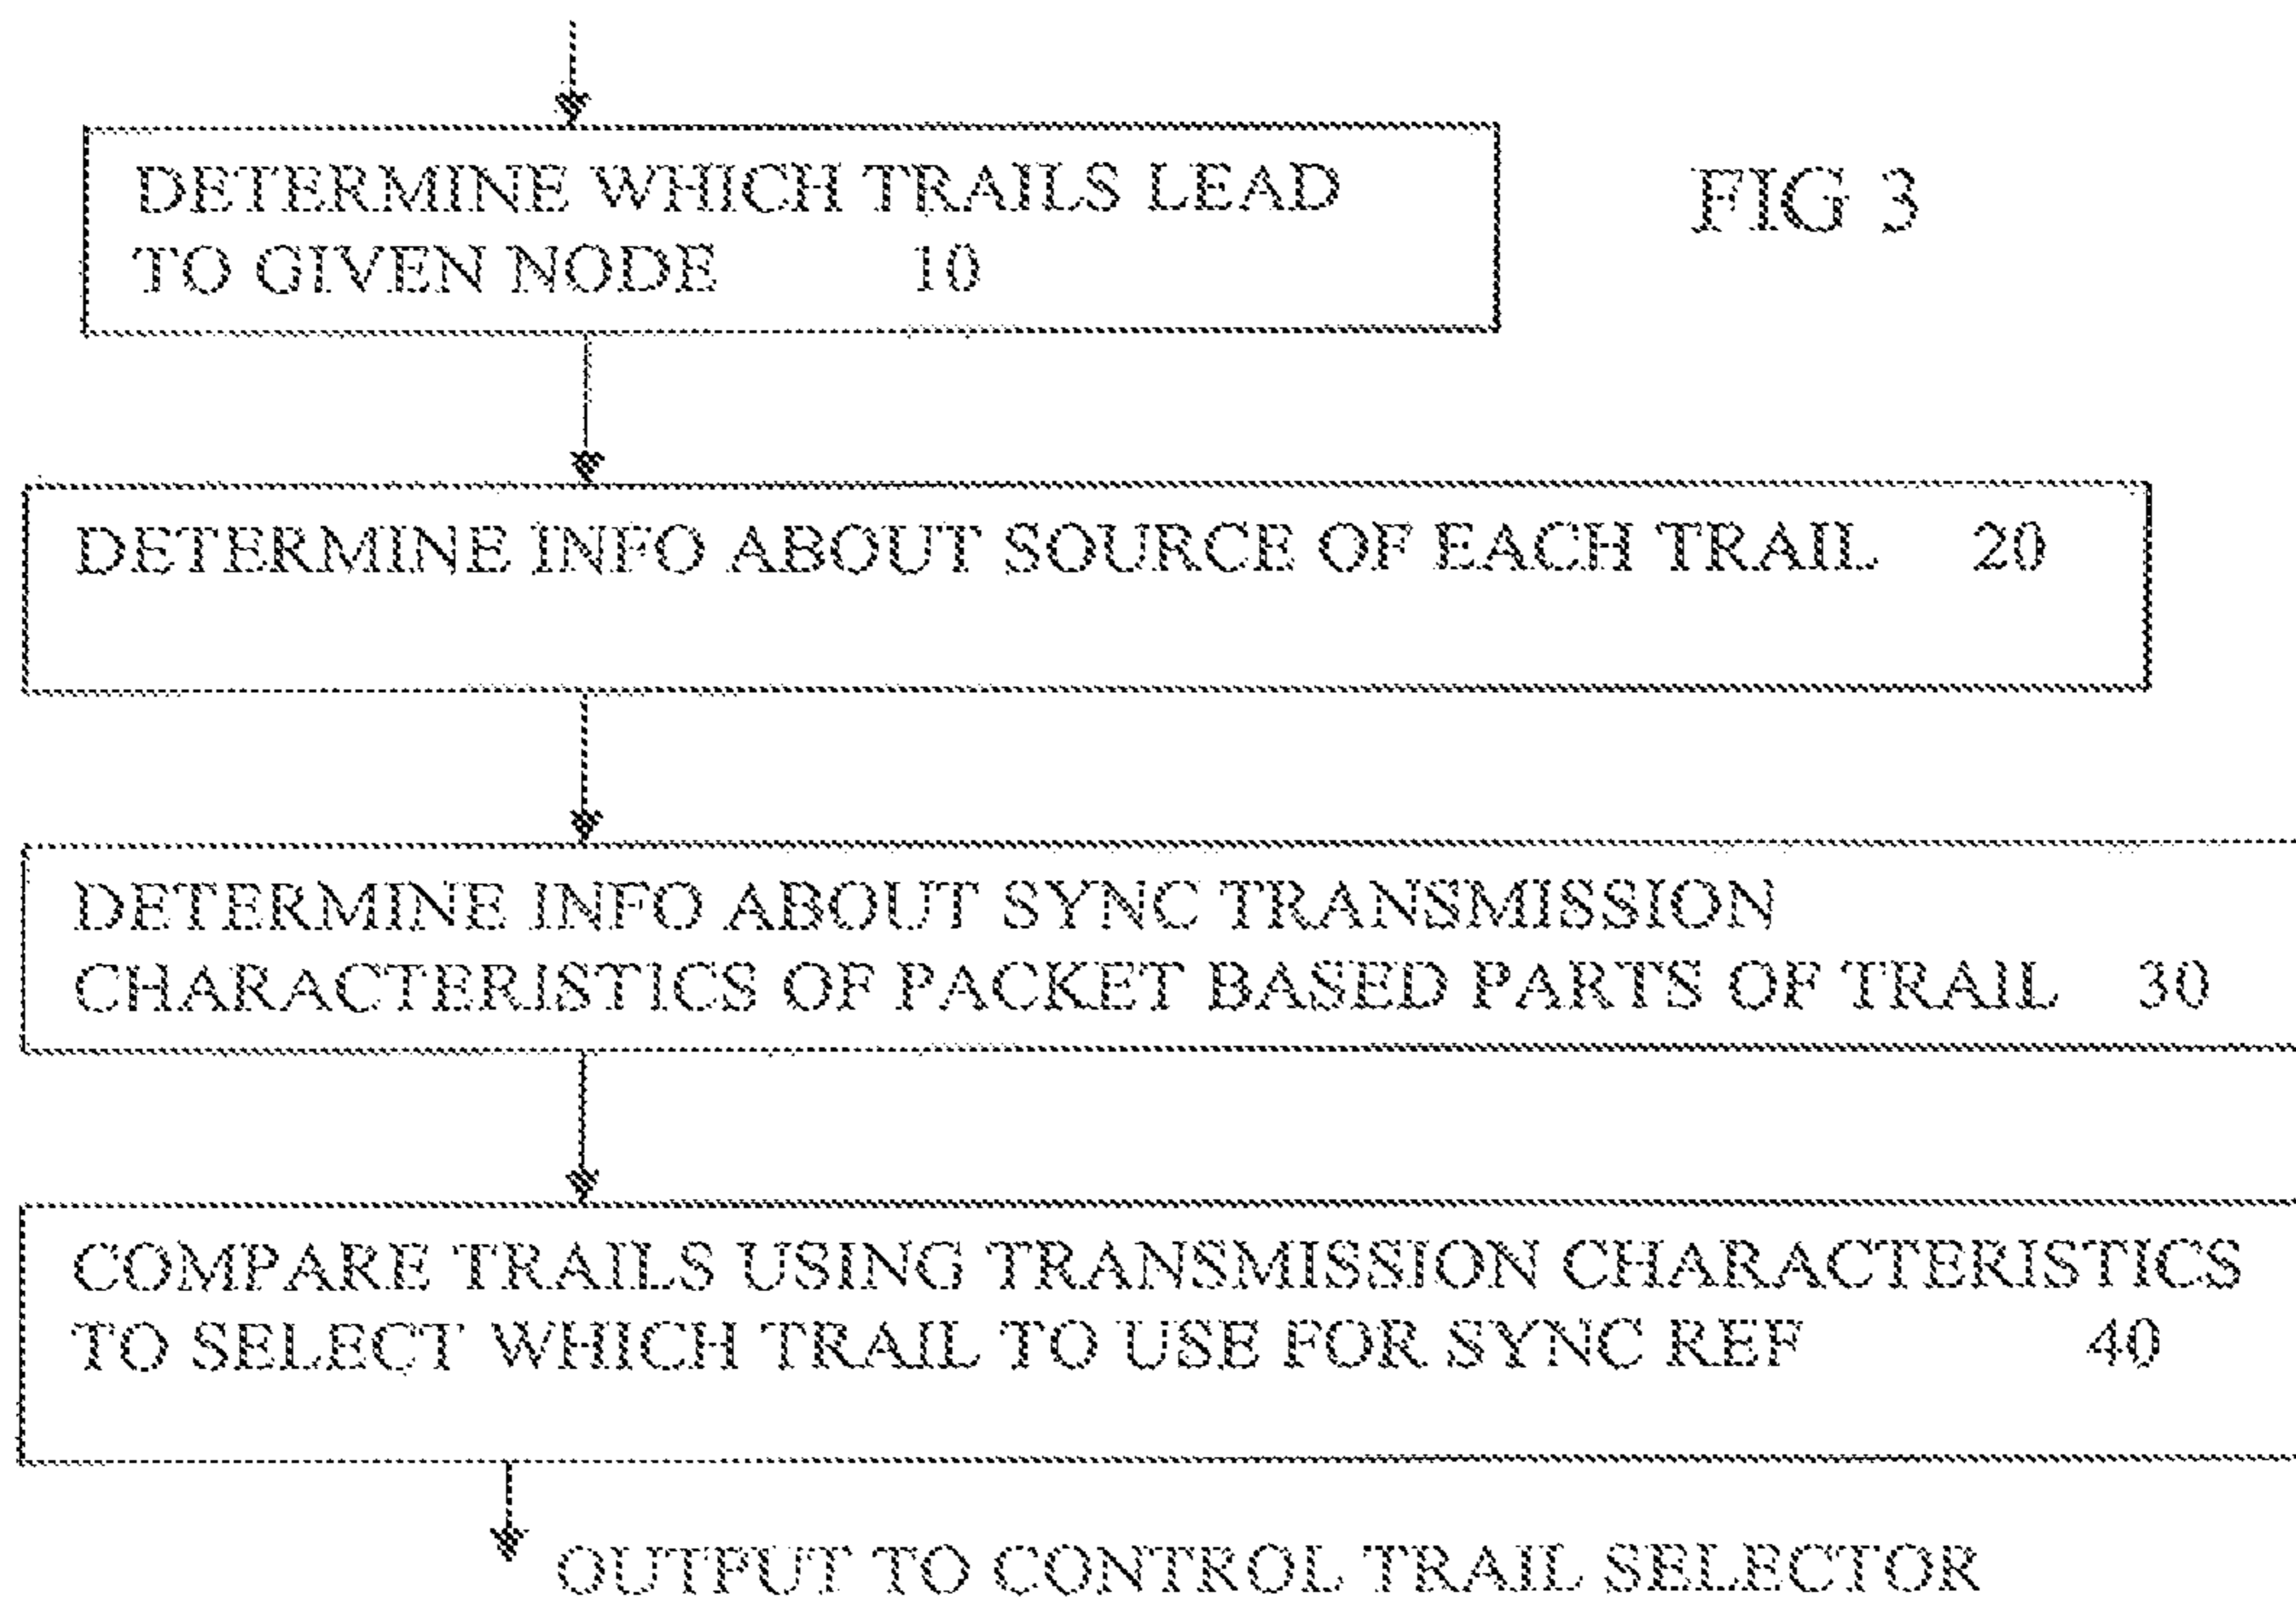 DETERMINE WHICH TRAILS LEAD
TO GIVEN NODE 10
FIG 3
DETERMINE INFO ABOUT SOURCE OF EACH TRAIL 20
DETERMINE INFO ABOUT SYNC TRANSMISSION
CHARACTERISTICS OF PACKET BASED PARTS OF TRAIL 30
COMPARE TRAILS USING TRANSMISSION CHARACTERISTICS
TO SELECT WHICH TRAIL TO USE FOR SYNC REF 40
OUTPUT TO CONTROL TRAIL SELECTOR